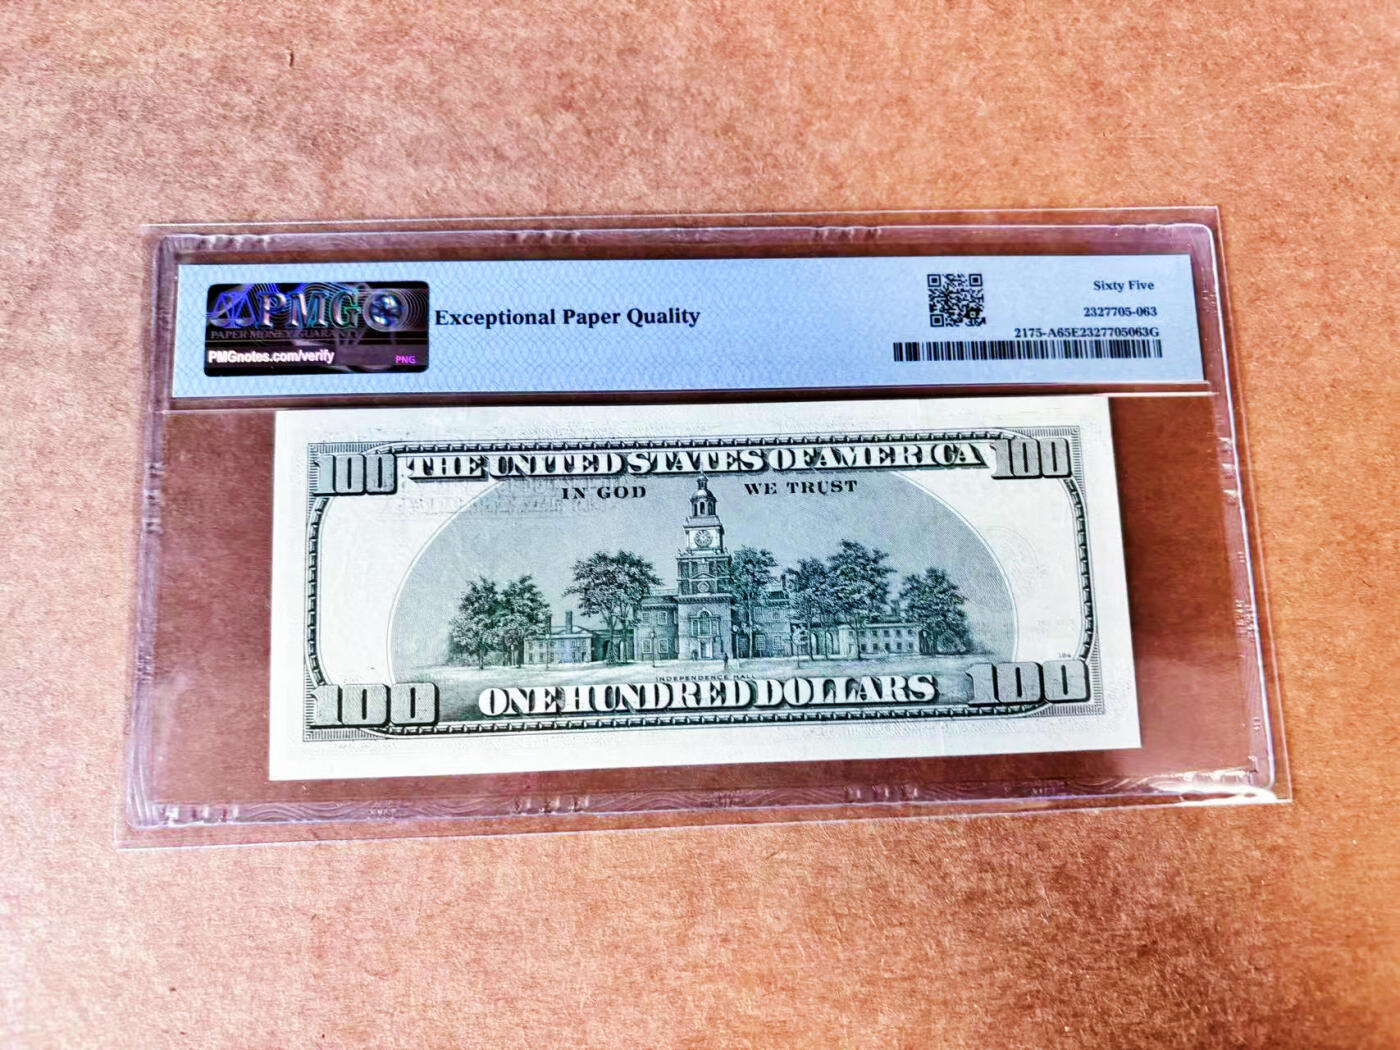 PMG
PAPER MONEY GUARANTY
PMGnotes.com/verify
PNG
Exceptional Paper Quality
Sixty Five
2327705-063
2175-A65E2327705063G
100 THE UNITED STATES OF AMERICA 100
IN GOD WE TRUST
INDEPENDENCE HALL
100 ONE HUNDRED DOLLARS 100